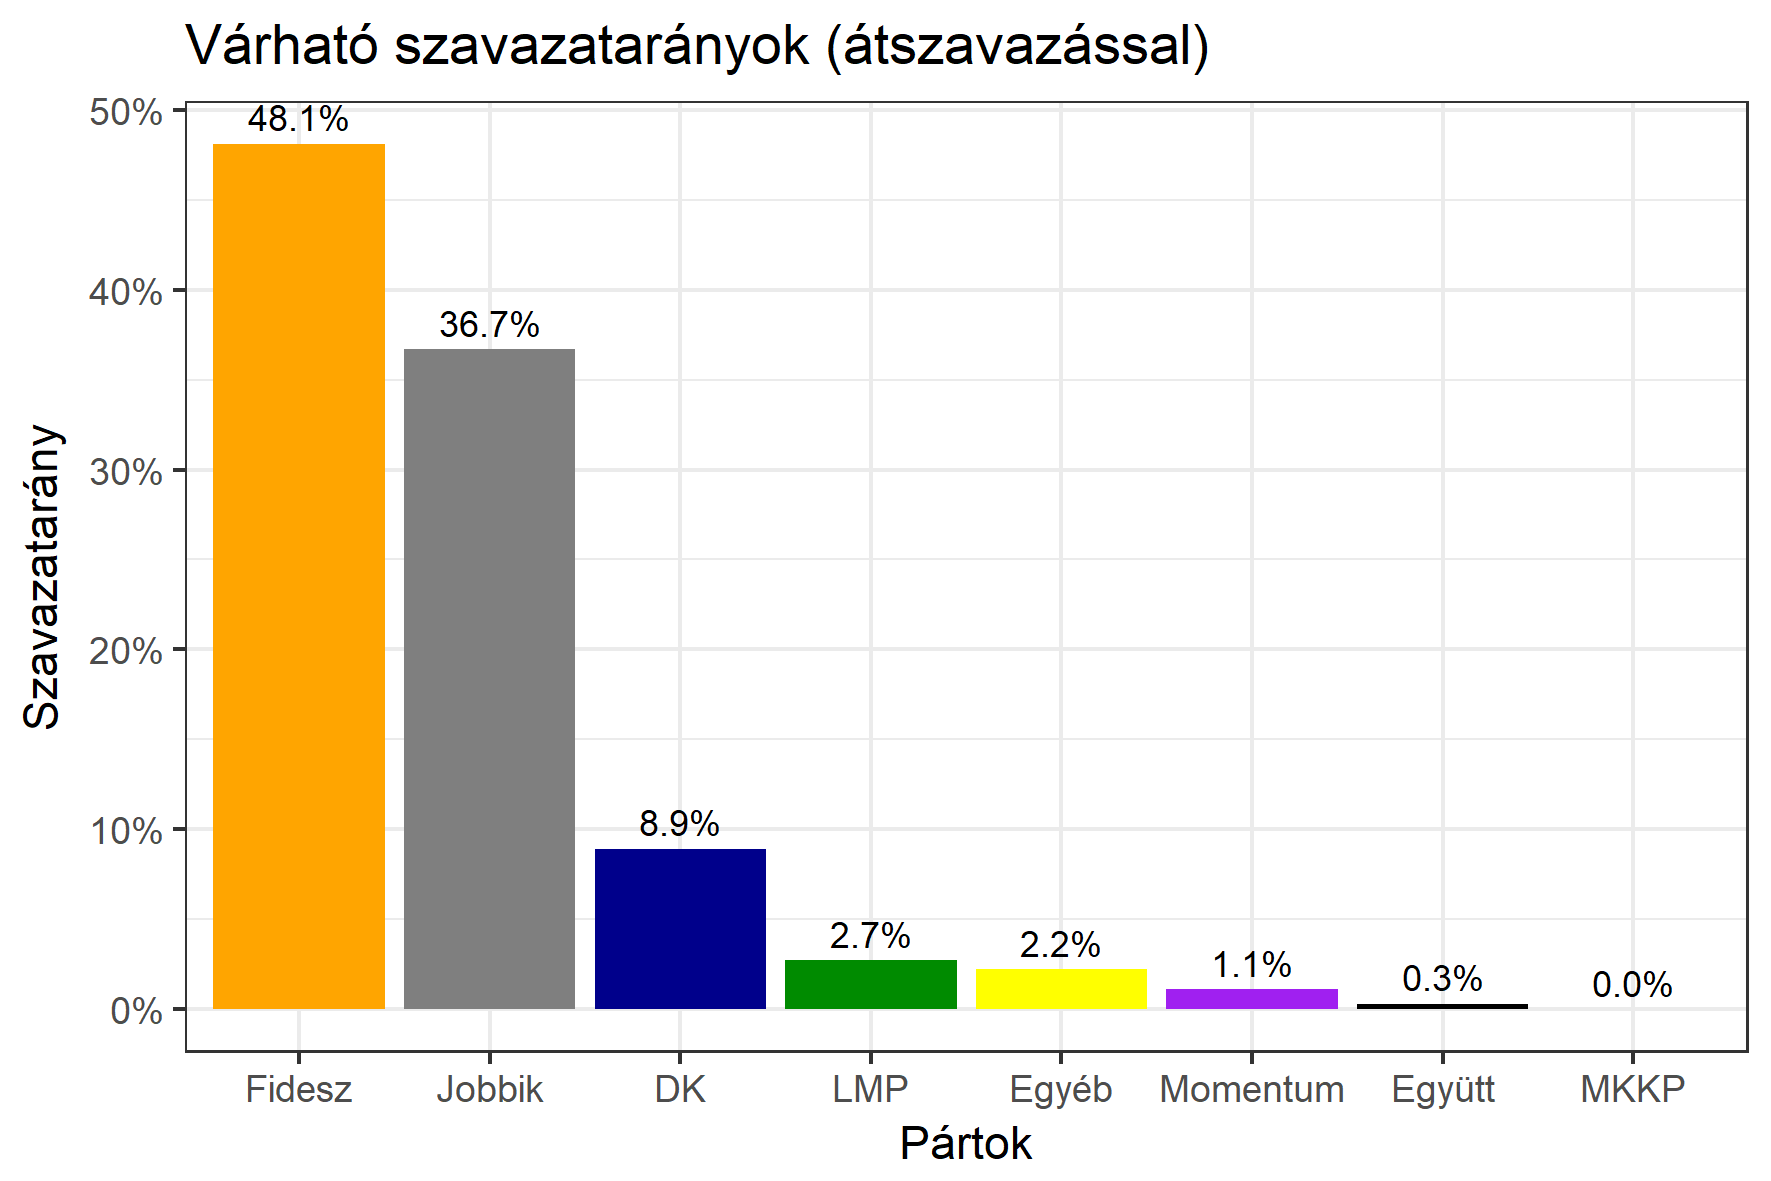 Várható szavazatarányok (átszavazással)
Szavazatarány
50%
40%
30%
20%
10%
0%
48.1%
36.7%
8.9%
2.7%
2.2%
1.1%
0.3%
0.0%
Fidesz
Jobbik
DK
LMP
Egyéb
Momentum
Együtt
MKKP
Pártok